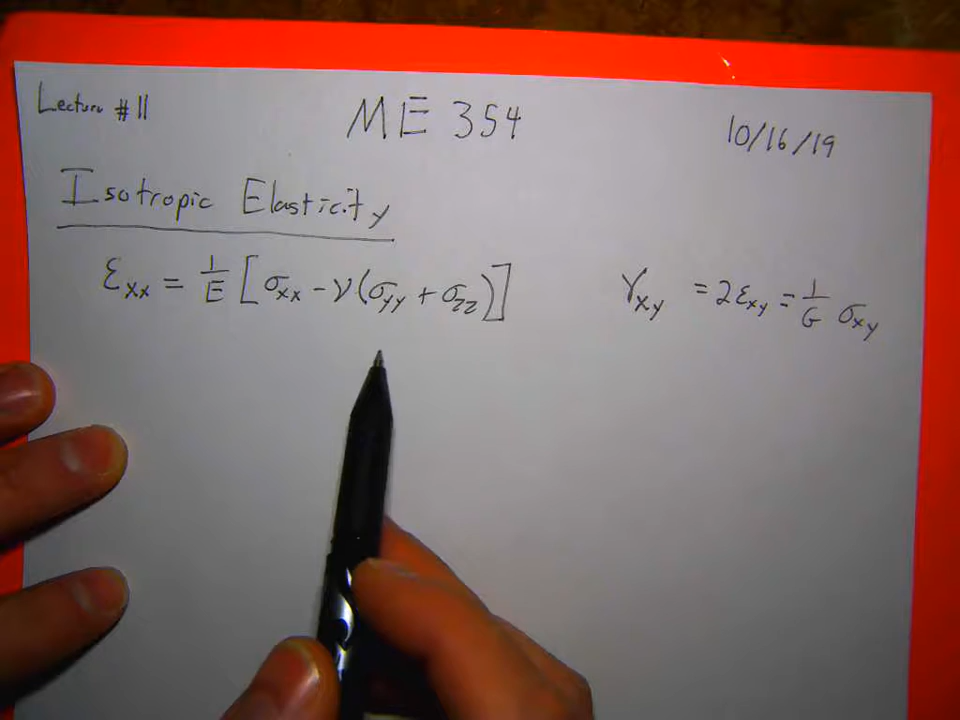 Lecture #11 ME 354 10/16/19
Isotropic Elasticity
εxx = 1/E [σxx - ν(σyy + σzz)] γxy = 2εxy = 1/G σxy